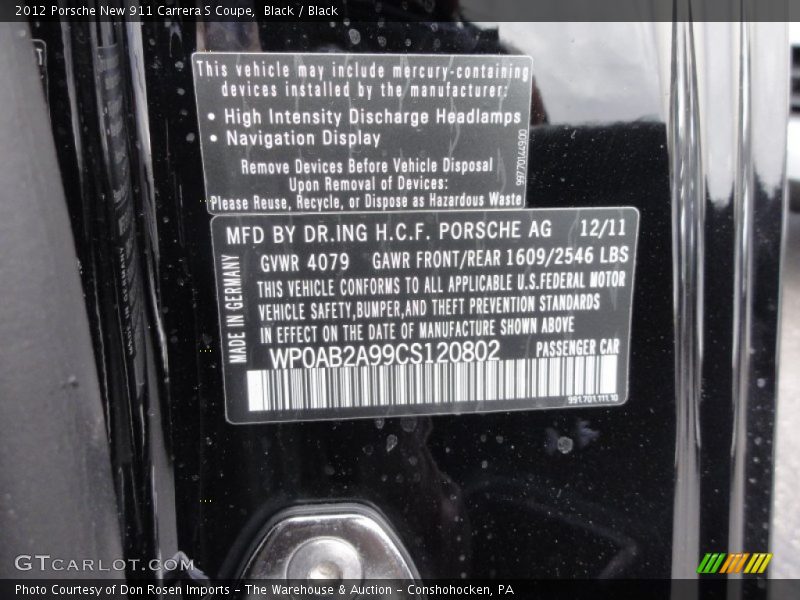 2012 Porsche New 911 Carrera S Coupe, Black / Black
This vehicle may include mercury-containing
devices installed by the manufacturer:
• High Intensity Discharge Headlamps
• Navigation Display
Remove Devices Before Vehicle Disposal
Upon Removal of Devices:
Please Reuse, Recycle, or Dispose as Hazardous Waste
99770144900
MFD BY DR.ING H.C.F. PORSCHE AG 12/11
GVWR 4079 GAWR FRONT/REAR 1609/2546 LBS
THIS VEHICLE CONFORMS TO ALL APPLICABLE U.S.FEDERAL MOTOR
VEHICLE SAFETY,BUMPER,AND THEFT PREVENTION STANDARDS
IN EFFECT ON THE DATE OF MANUFACTURE SHOWN ABOVE
WP0AB2A99CS120802 PASSENGER CAR
MADE IN GERMANY
991.701.111.10
GTCARLOT.COM
Photo Courtesy of Don Rosen Imports – The Warehouse & Auction – Conshohocken, PA